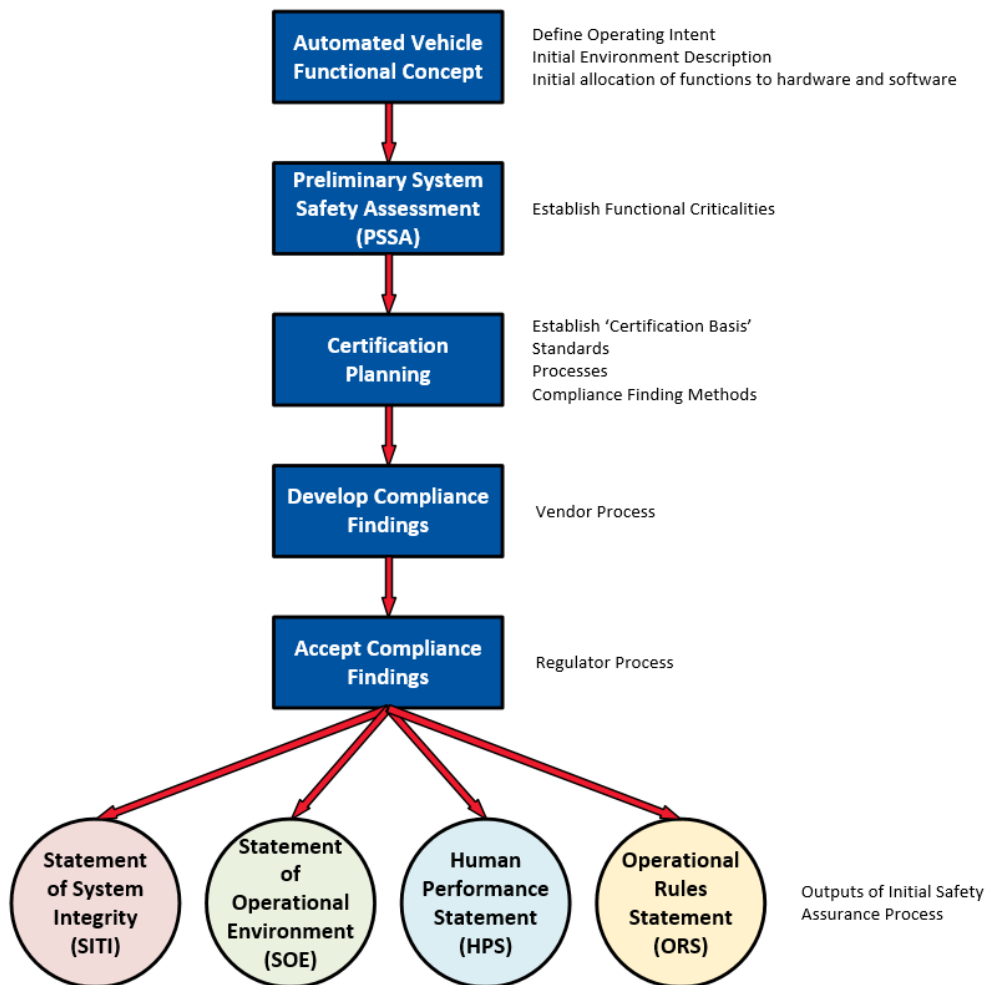 Automated Vehicle
Functional Concept
Define Operating Intent
Initial Environment Description
Initial allocation of functions to hardware and software
Preliminary System
Safety Assessment
(PSSA)
Establish Functional Criticalities
Certification
Planning
Establish ‘Certification Basis’
Standards
Processes
Compliance Finding Methods
Develop Compliance
Findings
Vendor Process
Accept Compliance
Findings
Regulator Process
Statement
of System
Integrity
(SITI)
Statement
of
Operational
Environment
(SOE)
Human
Performance
Statement
(HPS)
Operational
Rules
Statement
(ORS)
Outputs of Initial Safety
Assurance Process